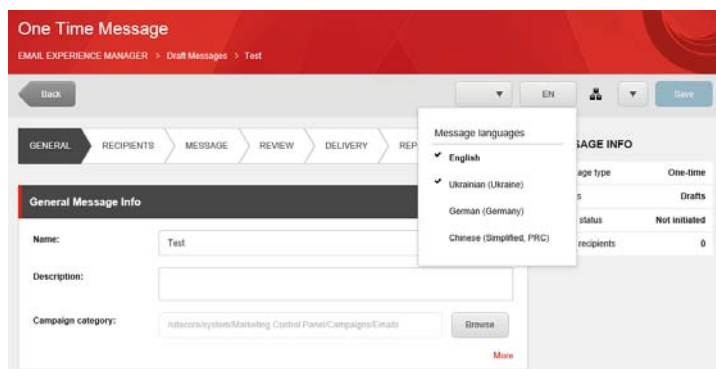 One Time Message
EMAIL EXPERIENCE MANAGER > Draft Messages > Test
Back
EN
Save
GENERAL RECIPIENTS MESSAGE REVIEW DELIVERY REP
Message languages
English
Ukrainian (Ukraine)
German (Germany)
Chinese (Simplified, PRC)
SAGE INFO
age type One-time
s Drafts
status Not initiated
recipients 0
General Message Info
Name: Test
Description:
Campaign category: /sitecore/system/Marketing Control Panel/Campaigns/Emails Browse
More